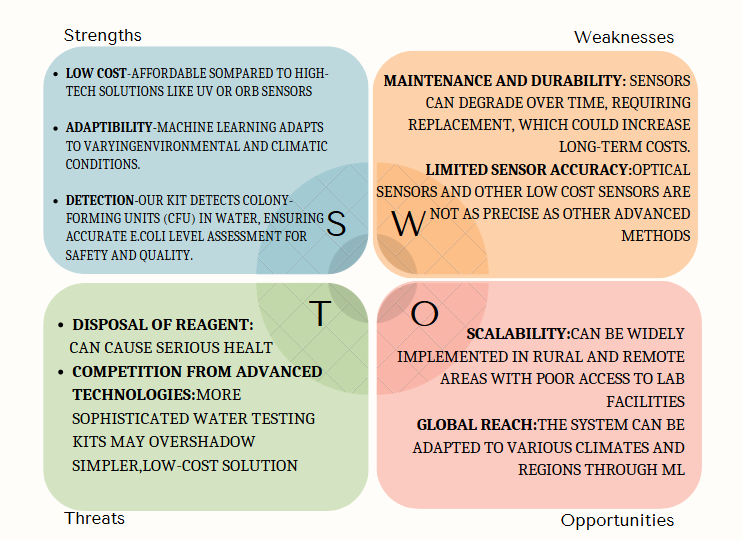 Strengths
• LOW COST-AFFORDABLE SOMPARED TO HIGH-
TECH SOLUTIONS LIKE UV OR ORB SENSORS
• ADAPTIBILITY-MACHINE LEARNING ADAPTS
TO VARYINGENVIRONMENTAL AND CLIMATIC
CONDITIONS.
• DETECTION-OUR KIT DETECTS COLONY-
FORMING UNITS (CFU) IN WATER, ENSURING
ACCURATE E.COLI LEVEL ASSESSMENT FOR
SAFETY AND QUALITY.
S
Weaknesses
MAINTENANCE AND DURABILITY: SENSORS
CAN DEGRADE OVER TIME, REQUIRING
REPLACEMENT, WHICH COULD INCREASE
LONG-TERM COSTS.
LIMITED SENSOR ACCURACY:OPTICAL
SENSORS AND OTHER LOW COST SENSORS ARE
NOT AS PRECISE AS OTHER ADVANCED
METHODS
W
T
• DISPOSAL OF REAGENT:
CAN CAUSE SERIOUS HEALT
• COMPETITION FROM ADVANCED
TECHNOLOGIES:MORE
SOPHISTICATED WATER TESTING
KITS MAY OVERSHADOW
SIMPLER,LOW-COST SOLUTION
Threats
O
SCALABILITY:CAN BE WIDELY
IMPLEMENTED IN RURAL AND REMOTE
AREAS WITH POOR ACCESS TO LAB
FACILITIES
GLOBAL REACH:THE SYSTEM CAN BE
ADAPTED TO VARIOUS CLIMATES AND
REGIONS THROUGH ML
Opportunities